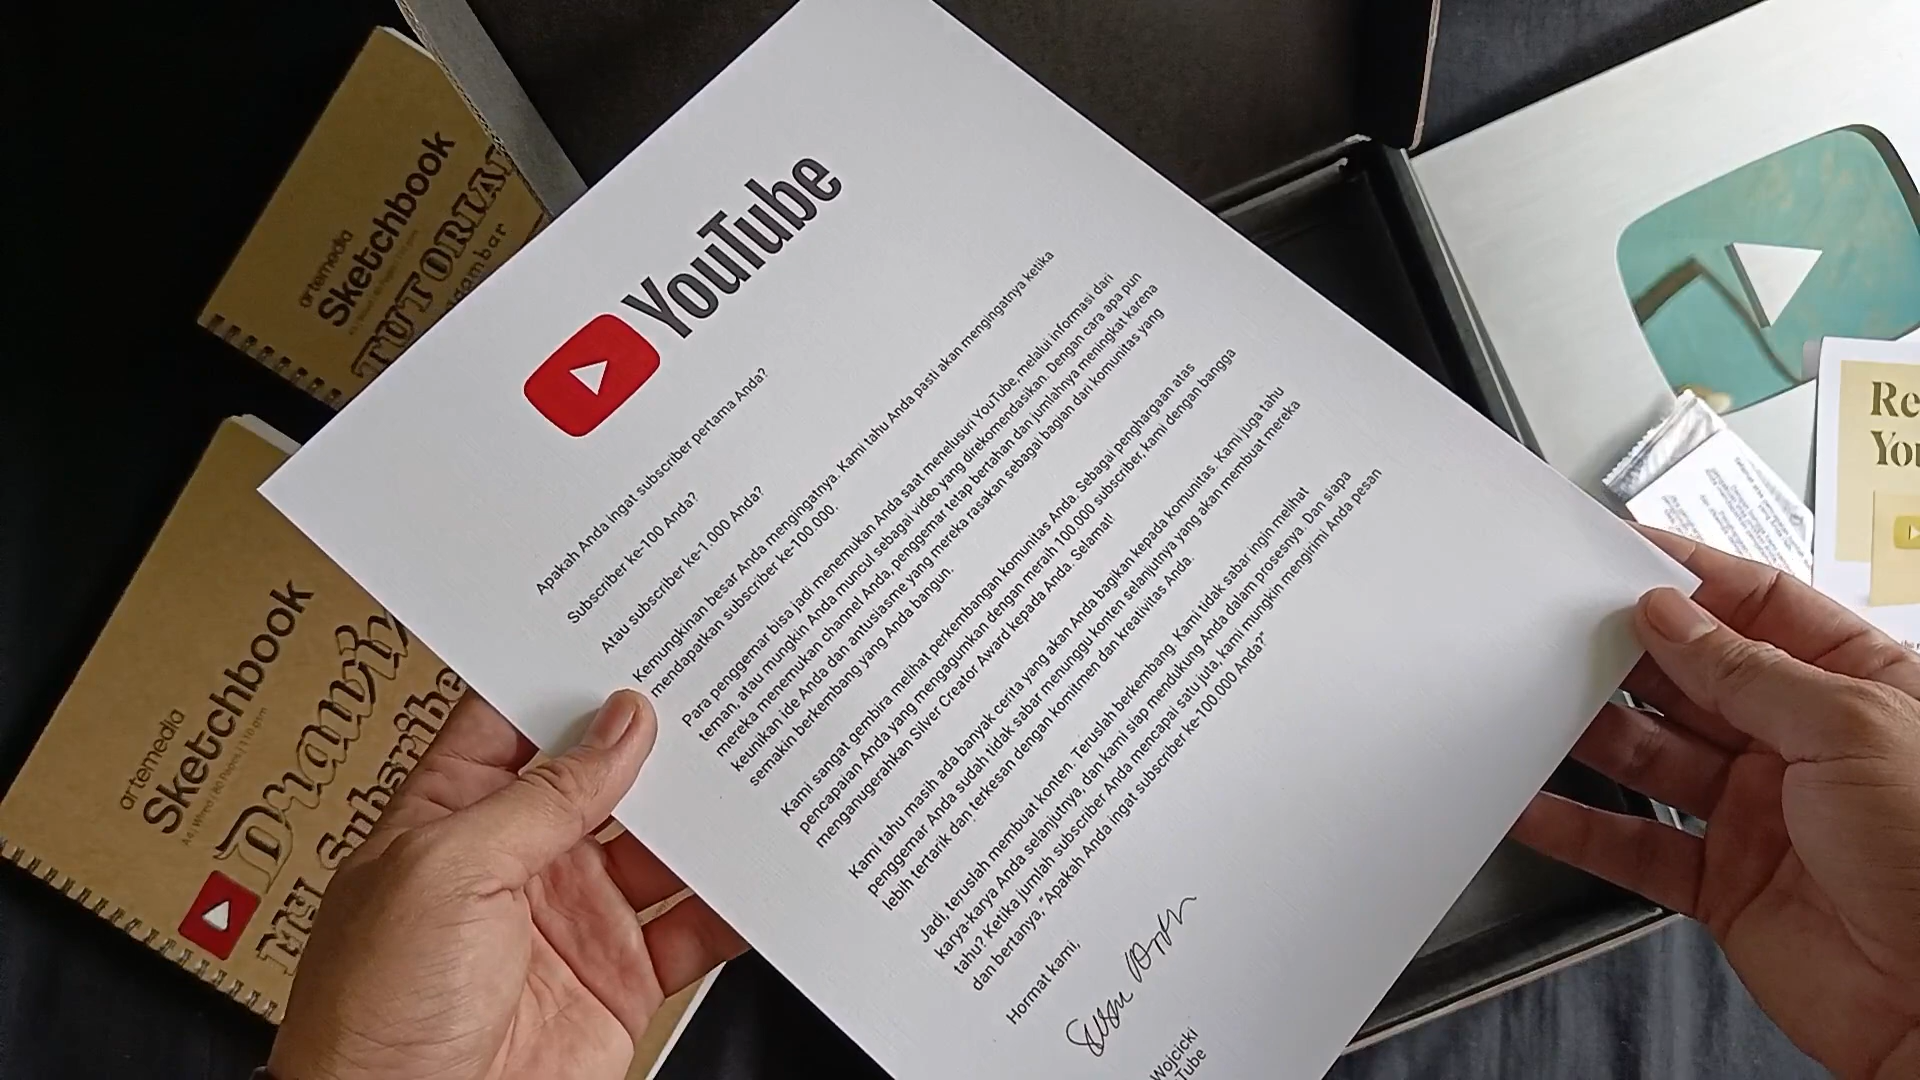 YouTube
Apakah Anda ingat subscriber pertama Anda?
Subscriber ke-100 Anda?
Atau subscriber ke-1.000 Anda?
Kemungkinan besar Anda mengingatnya. Kami tahu Anda pasti akan mengingatnya ketika
mendapatkan subscriber ke-100.000.
Para penggemar bisa jadi menemukan Anda saat menelusuri YouTube, melalui informasi dari
teman, atau mungkin Anda muncul sebagai video yang direkomendasikan. Dengan cara apa pun
mereka menemukan channel Anda, penggemar tetap bertahan dan jumlahnya meningkat karena
keunikan ide Anda dan antusiasme yang mereka rasakan sebagai bagian dari komunitas yang
semakin berkembang yang Anda bangun.
Kami sangat gembira melihat perkembangan komunitas Anda. Sebagai penghargaan atas
pencapaian Anda yang mengagumkan dengan meraih 100.000 subscriber, kami dengan bangga
menganugerahkan Silver Creator Award kepada Anda. Selamat!
Kami tahu masih ada banyak cerita yang akan Anda bagikan kepada komunitas. Kami juga tahu
penggemar Anda sudah tidak sabar menunggu konten selanjutnya yang akan membuat mereka
lebih tertarik dan terkesan dengan komitmen dan kreativitas Anda.
Jadi, teruslah membuat konten. Teruslah berkembang. Kami tidak sabar ingin melihat
karya-karya Anda selanjutnya, dan kami siap mendukung Anda dalam prosesnya. Dan siapa
tahu? Ketika jumlah subscriber Anda mencapai satu juta, kami mungkin mengirimi Anda pesan
dan bertanya, "Apakah Anda ingat subscriber ke-100.000 Anda?"
Hormat kami,
Wojcicki
Tube
artemedia
Sketchbook
TUTORIAL
artemedia
Sketchbook
A4 | Wired | 80 Pages | 110 gsm
My
Re
You